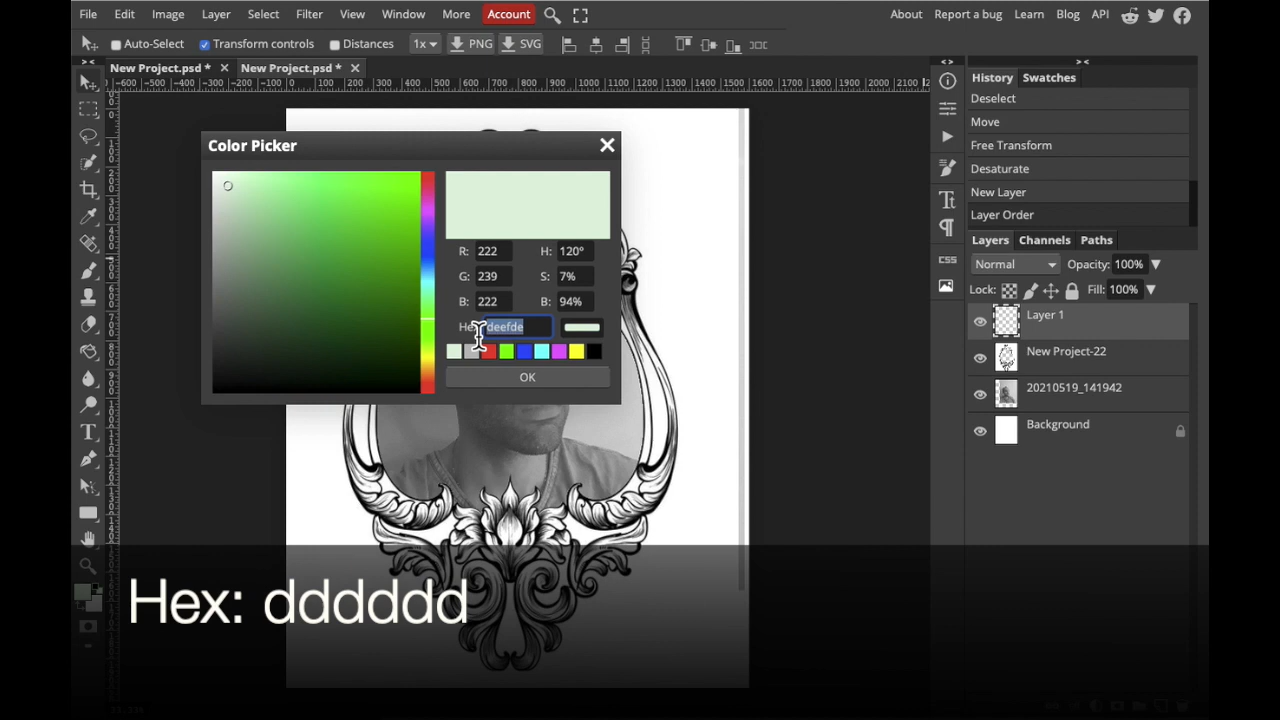 File Edit Image Layer Select Filter View Window More Account About Report a bug Learn Blog API
Auto-Select Transform controls Distances 1x PNG SVG
New Project.psd * New Project.psd *
History Swatches
Deselect
Move
Free Transform
Desaturate
New Layer
Layer Order
Layers Channels Paths
Normal Opacity: 100%
Lock: Fill: 100%
Layer 1
New Project-22
20210519_141942
Background
CSS
Color Picker
R: 222 H: 120°
G: 239 S: 7%
B: 222 B: 94%
deefde
OK
Hex: dddddd